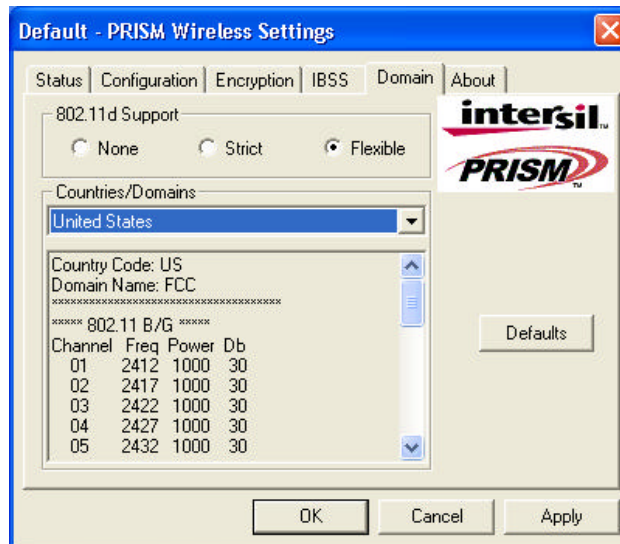 Default - PRISM Wireless Settings
Status Configuration Encryption IBSS Domain About
802.11d Support
None Strict Flexible
intersil™
PRISM™
Countries/Domains
United States
Country Code: US
Domain Name: FCC
************************************
***** 802.11 B/G *****
Channel Freq Power Db
01 2412 1000 30
02 2417 1000 30
03 2422 1000 30
04 2427 1000 30
05 2432 1000 30
Defaults
OK Cancel Apply